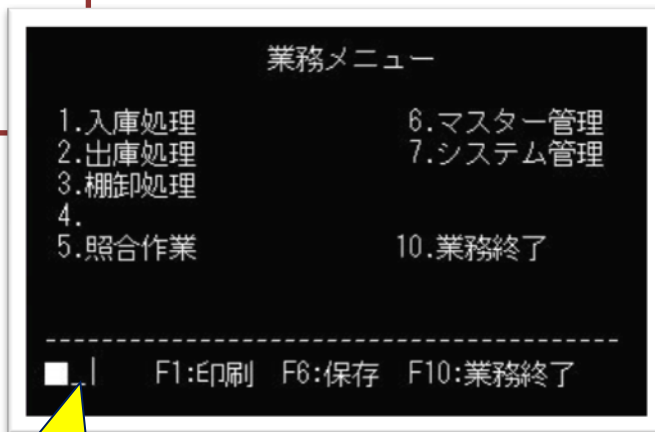 業務メニュー
1.入庫処理 6.マスター管理
2.出庫処理 7.システム管理
3.棚卸処理
4.
5.照合作業 10.業務終了
----------------------------------------
F1:印刷 F6:保存 F10:業務終了